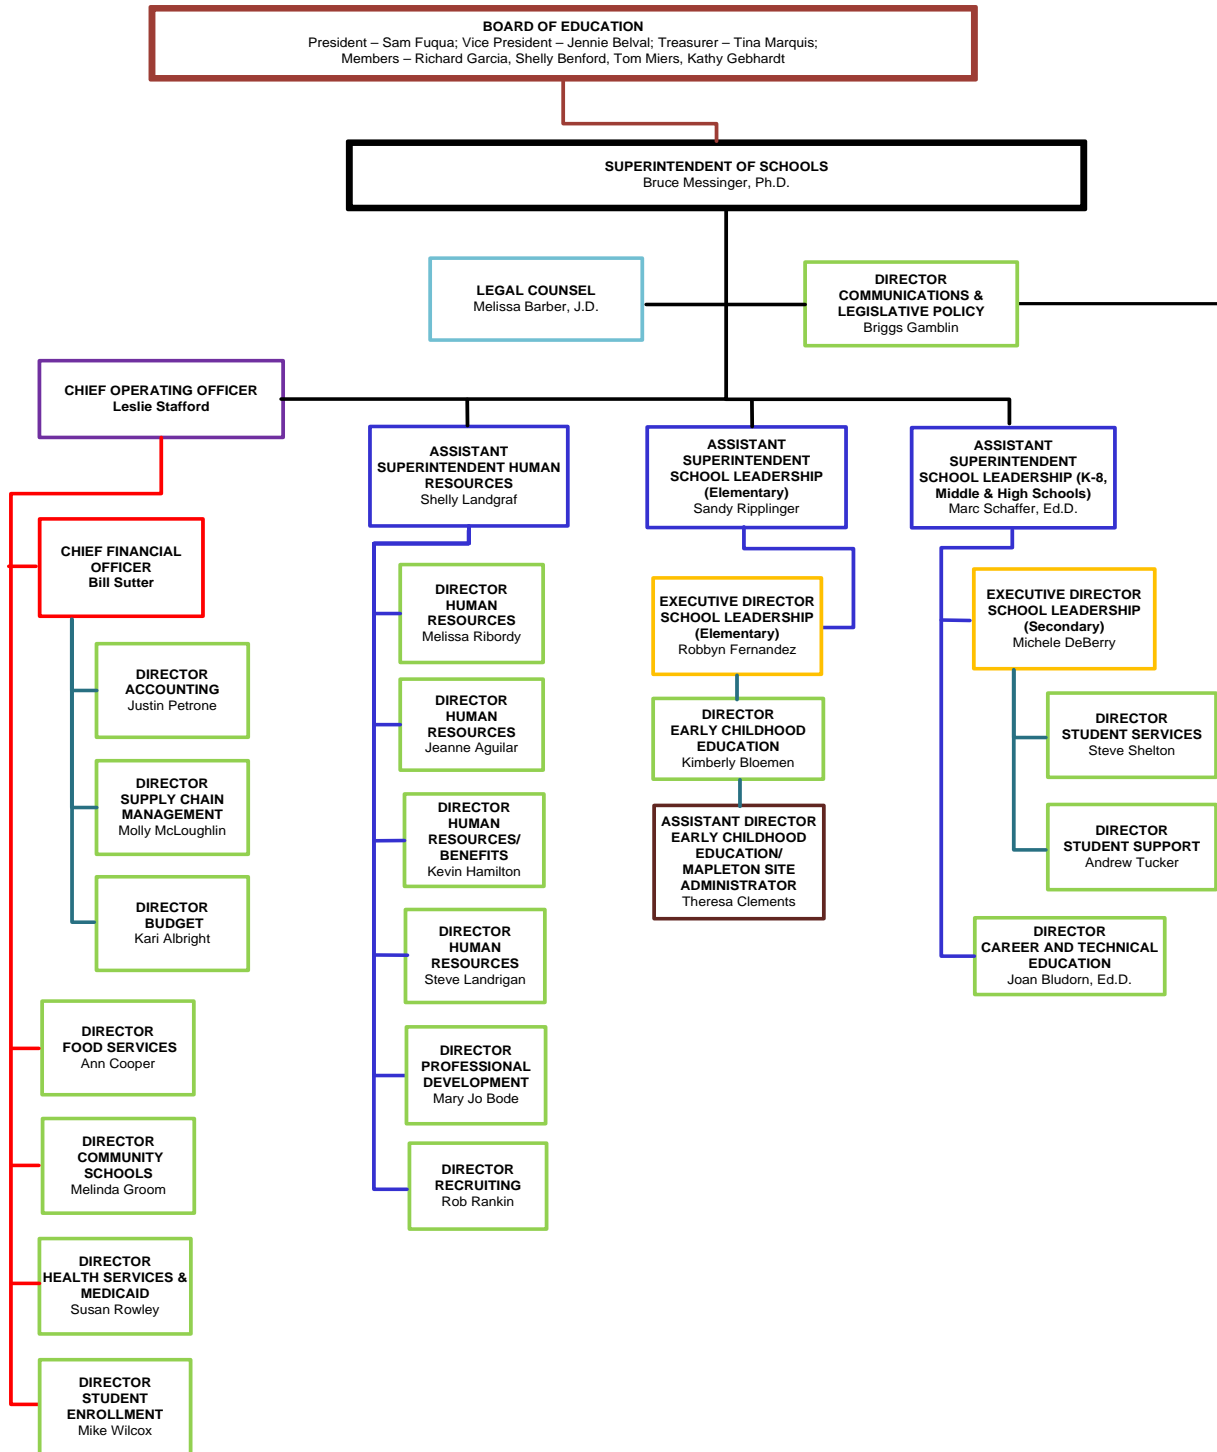 BOARD OF EDUCATION
President – Sam Fuqua; Vice President – Jennie Belval; Treasurer – Tina Marquis;
Members – Richard Garcia, Shelly Benford, Tom Miers, Kathy Gebhardt
SUPERINTENDENT OF SCHOOLS
Bruce Messinger, Ph.D.
LEGAL COUNSEL
Melissa Barber, J.D.
DIRECTOR
COMMUNICATIONS &
LEGISLATIVE POLICY
Briggs Gamblin
CHIEF OPERATING OFFICER
Leslie Stafford
ASSISTANT
SUPERINTENDENT HUMAN
RESOURCES
Shelly Landgraf
ASSISTANT
SUPERINTENDENT
SCHOOL LEADERSHIP
(Elementary)
Sandy Ripplinger
ASSISTANT
SUPERINTENDENT
SCHOOL LEADERSHIP (K-8,
Middle & High Schools)
Marc Schaffer, Ed.D.
CHIEF FINANCIAL
OFFICER
Bill Sutter
DIRECTOR
ACCOUNTING
Justin Petrone
DIRECTOR
SUPPLY CHAIN
MANAGEMENT
Molly McLoughlin
DIRECTOR
BUDGET
Kari Albright
DIRECTOR
FOOD SERVICES
Ann Cooper
DIRECTOR
COMMUNITY
SCHOOLS
Melinda Groom
DIRECTOR
HEALTH SERVICES &
MEDICAID
Susan Rowley
DIRECTOR
STUDENT
ENROLLMENT
Mike Wilcox
DIRECTOR
HUMAN
RESOURCES
Melissa Ribordy
DIRECTOR
HUMAN
RESOURCES
Jeanne Aguilar
DIRECTOR
HUMAN
RESOURCES/
BENEFITS
Kevin Hamilton
DIRECTOR
HUMAN
RESOURCES
Steve Landrigan
DIRECTOR
PROFESSIONAL
DEVELOPMENT
Mary Jo Bode
DIRECTOR
RECRUITING
Rob Rankin
EXECUTIVE DIRECTOR
SCHOOL LEADERSHIP
(Elementary)
Robbyn Fernandez
DIRECTOR
EARLY CHILDHOOD
EDUCATION
Kimberly Bloemen
ASSISTANT DIRECTOR
EARLY CHILDHOOD
EDUCATION/
MAPLETON SITE
ADMINISTRATOR
Theresa Clements
EXECUTIVE DIRECTOR
SCHOOL LEADERSHIP
(Secondary)
Michele DeBerry
DIRECTOR
STUDENT SERVICES
Steve Shelton
DIRECTOR
STUDENT SUPPORT
Andrew Tucker
DIRECTOR
CAREER AND TECHNICAL
EDUCATION
Joan Bludorn, Ed.D.